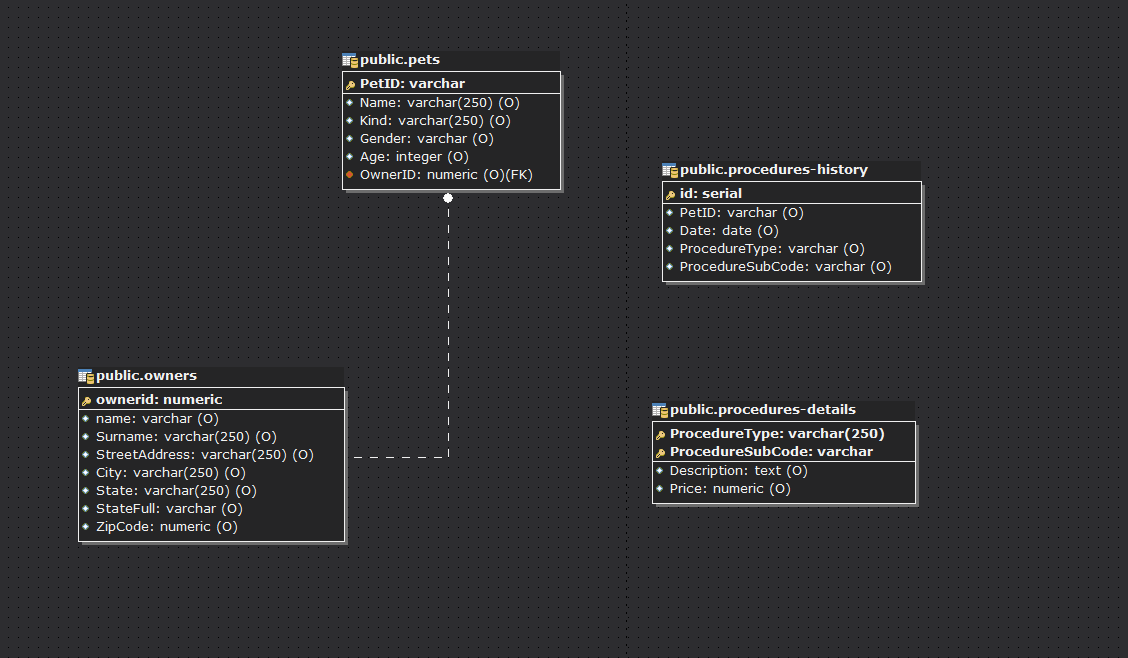 public.pets
PetID: varchar
Name: varchar(250) (O)
Kind: varchar(250) (O)
Gender: varchar (O)
Age: integer (O)
OwnerID: numeric (O)(FK)
public.procedures-history
id: serial
PetID: varchar (O)
Date: date (O)
ProcedureType: varchar (O)
ProcedureSubCode: varchar (O)
public.owners
ownerid: numeric
name: varchar (O)
Surname: varchar(250) (O)
StreetAddress: varchar(250) (O)
City: varchar(250) (O)
State: varchar(250) (O)
StateFull: varchar (O)
ZipCode: numeric (O)
public.procedures-details
ProcedureType: varchar(250)
ProcedureSubCode: varchar
Description: text (O)
Price: numeric (O)